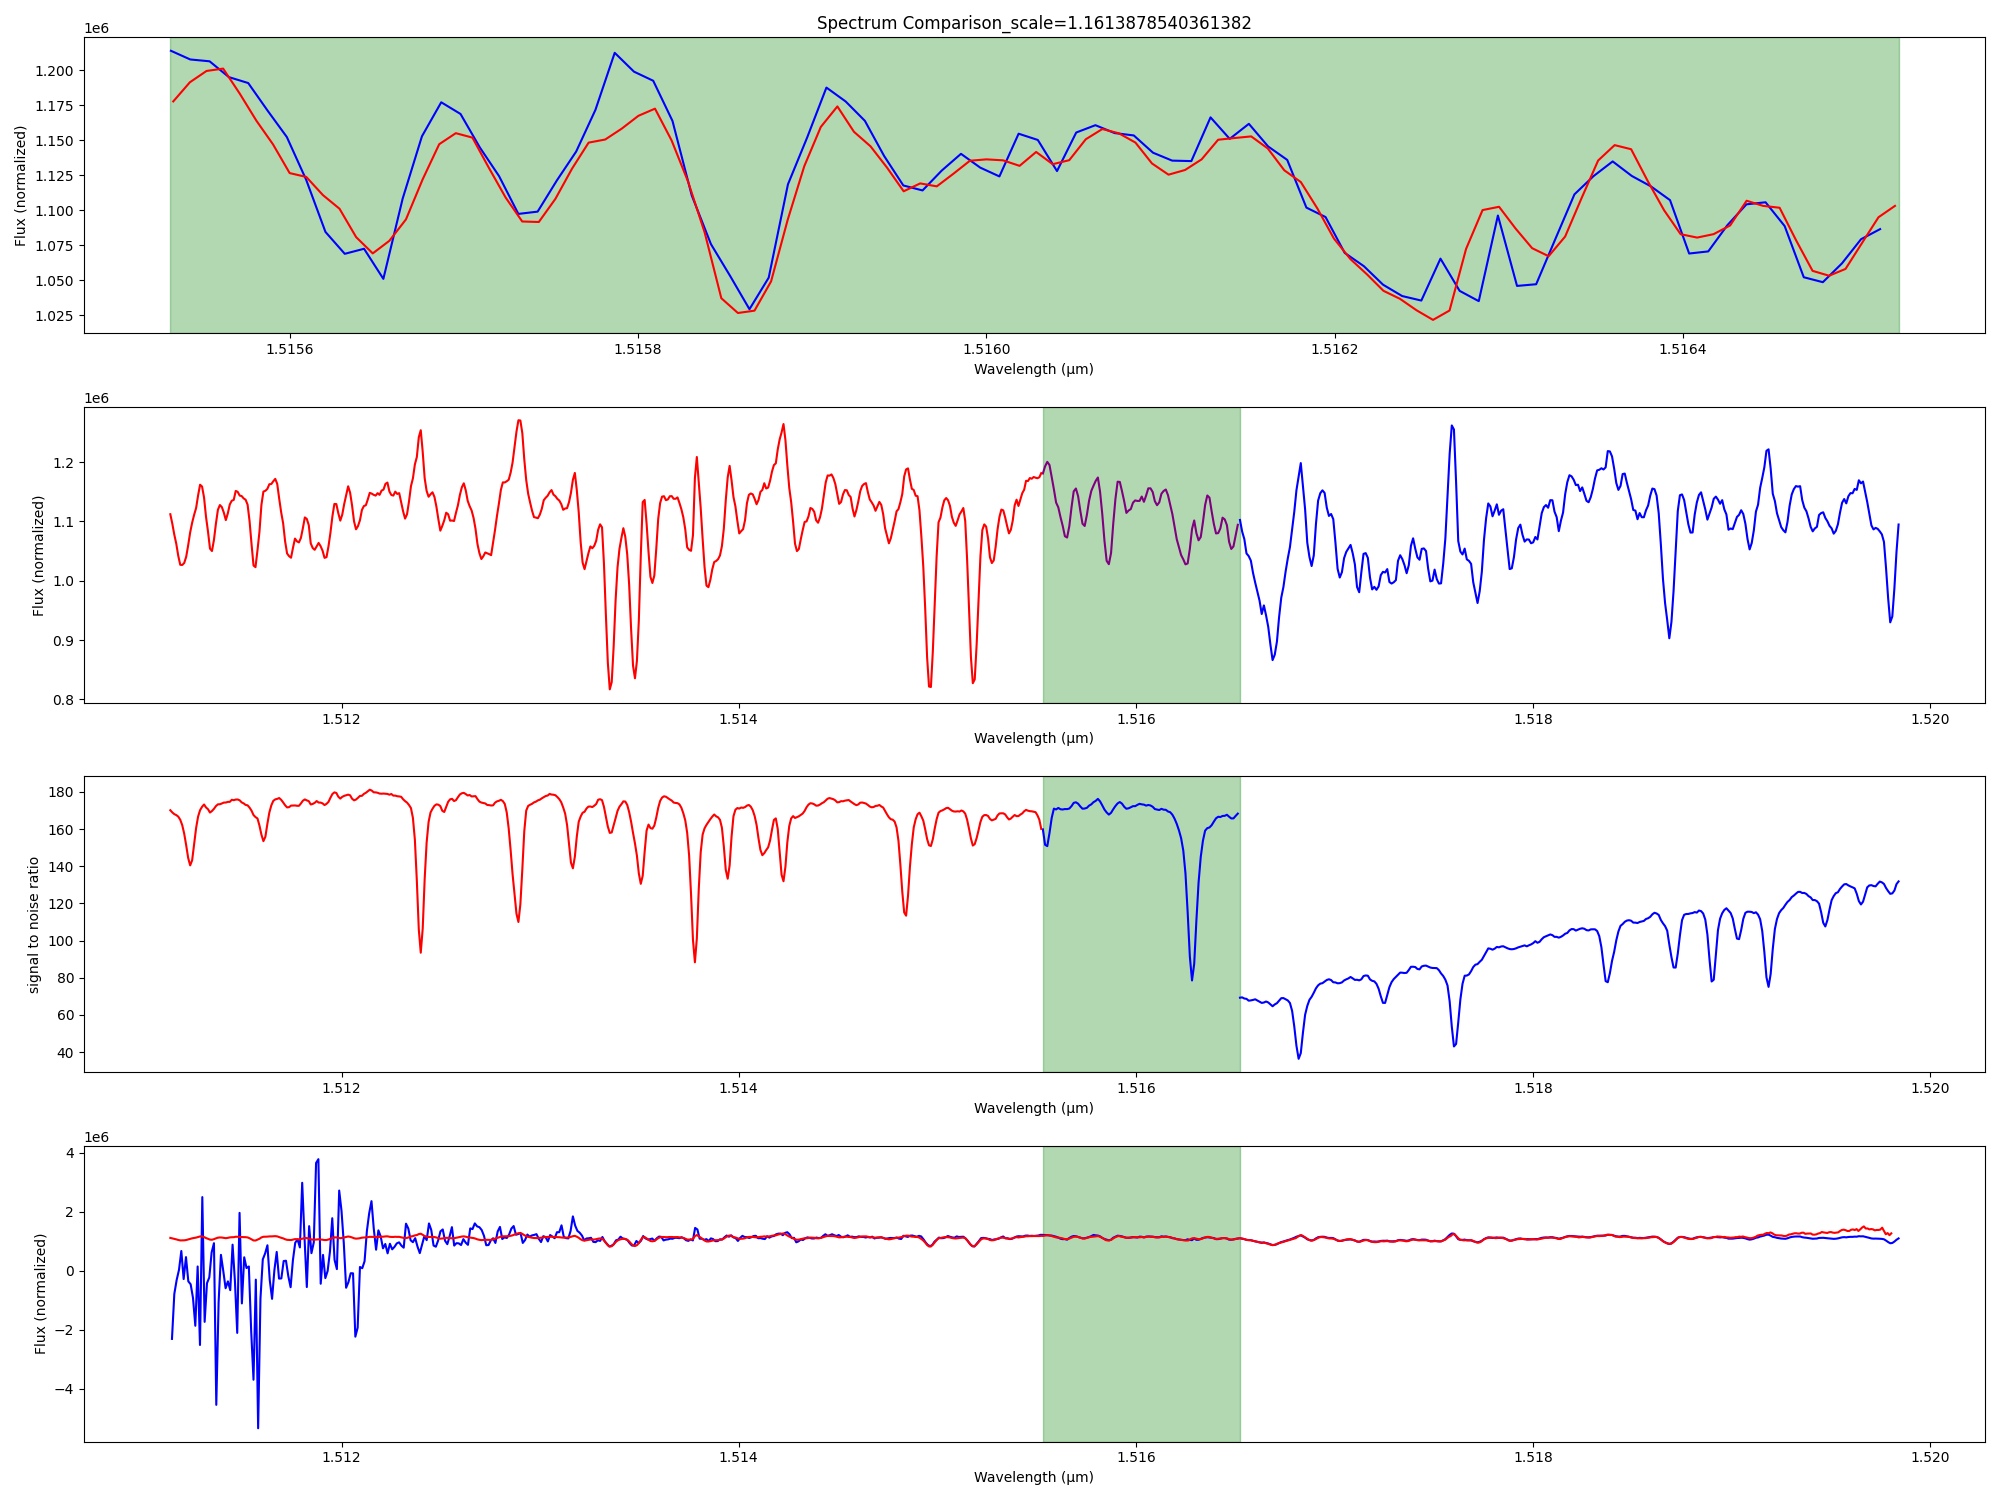 Spectrum Comparison_scale=1.1613878540361382
1e6
1.200
1.175
1.150
1.125
1.100
1.075
1.050
1.025
Flux (normalized)
1.5156 1.5158 1.5160 1.5162 1.5164
Wavelength (μm)
1e6
1.2
1.1
1.0
0.9
0.8
Flux (normalized)
1.512 1.514 1.516 1.518 1.520
Wavelength (μm)
180
160
140
120
100
80
60
40
signal to noise ratio
1.512 1.514 1.516 1.518 1.520
Wavelength (μm)
1e6
4
2
0
−2
−4
Flux (normalized)
1.512 1.514 1.516 1.518 1.520
Wavelength (μm)